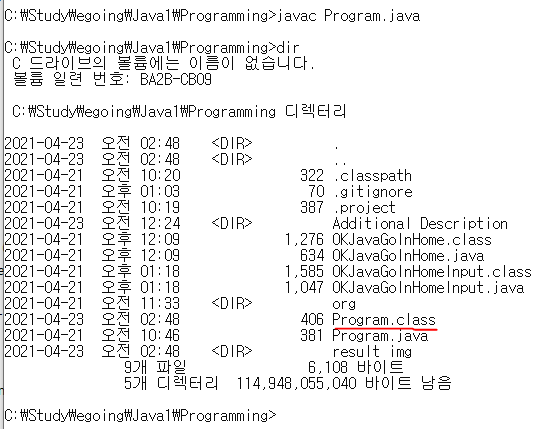 C:₩Study₩egoing₩Java1₩Programming>javac Program.java
C:₩Study₩egoing₩Java1₩Programming>dir
C 드라이브의 볼륨에는 이름이 없습니다.
볼륨 일련 번호: BA2B-CB09
C:₩Study₩egoing₩Java1₩Programming 디렉터리
2021-04-23 오전 02:48 <DIR> .
2021-04-23 오전 02:48 <DIR> ..
2021-04-21 오전 10:20 322 .classpath
2021-04-21 오후 01:03 70 .gitignore
2021-04-21 오전 10:19 387 .project
2021-04-23 오전 12:24 <DIR> Additional Description
2021-04-21 오후 12:09 1,276 OKJavaGoInHome.class
2021-04-21 오후 12:09 634 OKJavaGoInHome.java
2021-04-21 오후 01:18 1,585 OKJavaGoInHomeInput.class
2021-04-21 오후 01:18 1,047 OKJavaGoInHomeInput.java
2021-04-21 오전 11:33 <DIR> org
2021-04-23 오전 02:48 406 Program.class
2021-04-21 오전 10:46 381 Program.java
2021-04-23 오전 02:48 <DIR> result img
9개 파일 6,108 바이트
5개 디렉터리 114,948,055,040 바이트 남음
C:₩Study₩egoing₩Java1₩Programming>